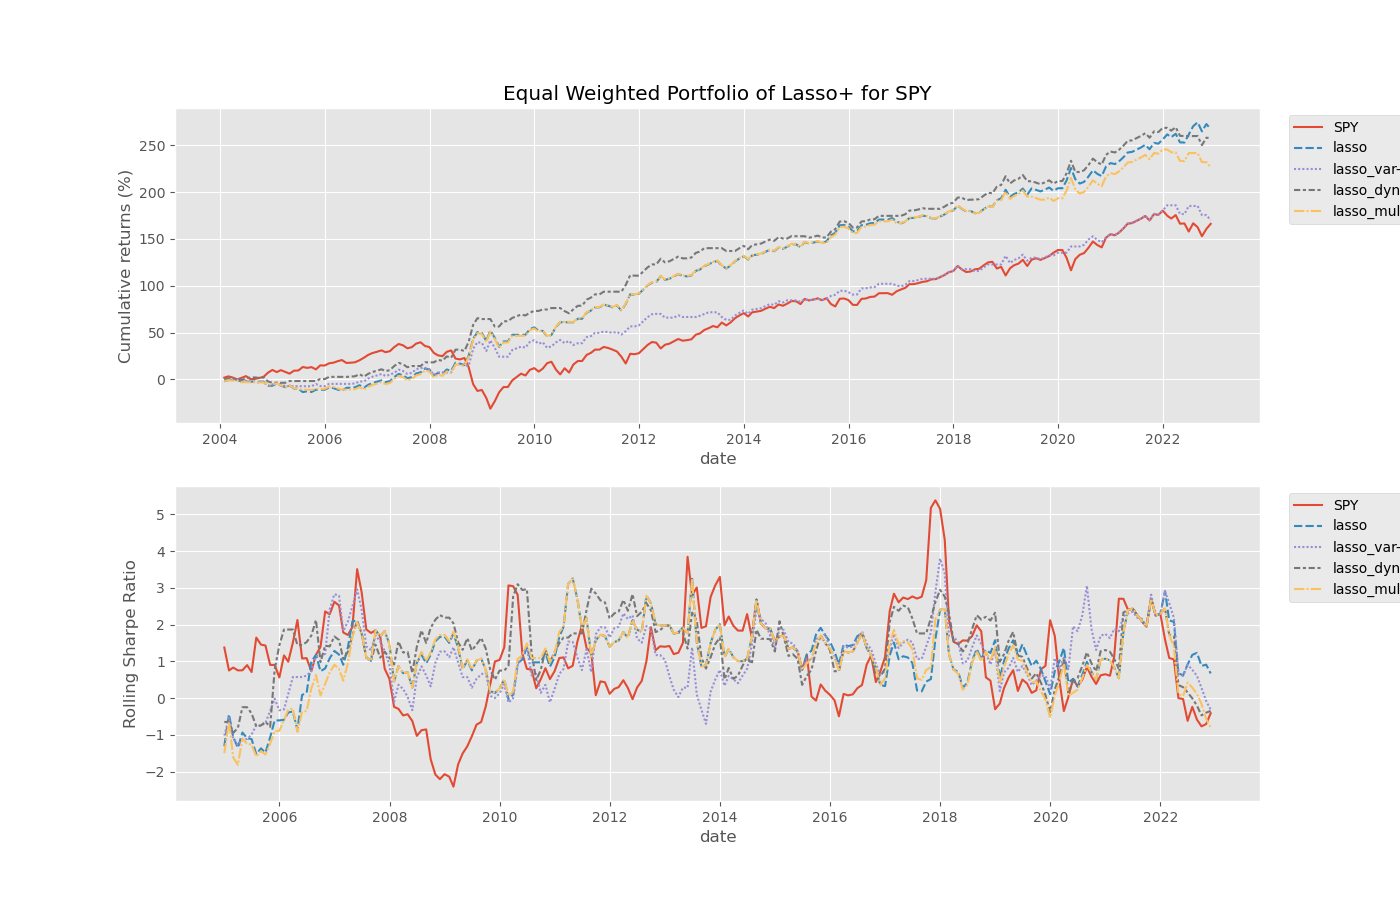 Equal Weighted Portfolio of Lasso+ for SPY
Cumulative returns (%)
250
200
150
100
50
0
2004 2006 2008 2010 2012 2014 2016 2018 2020 2022
date
SPY
lasso
lasso_var-
lasso_dyn
lasso_mul
Rolling Sharpe Ratio
5
4
3
2
1
0
−1
−2
2006 2008 2010 2012 2014 2016 2018 2020 2022
date
SPY
lasso
lasso_var-
lasso_dyn
lasso_mul